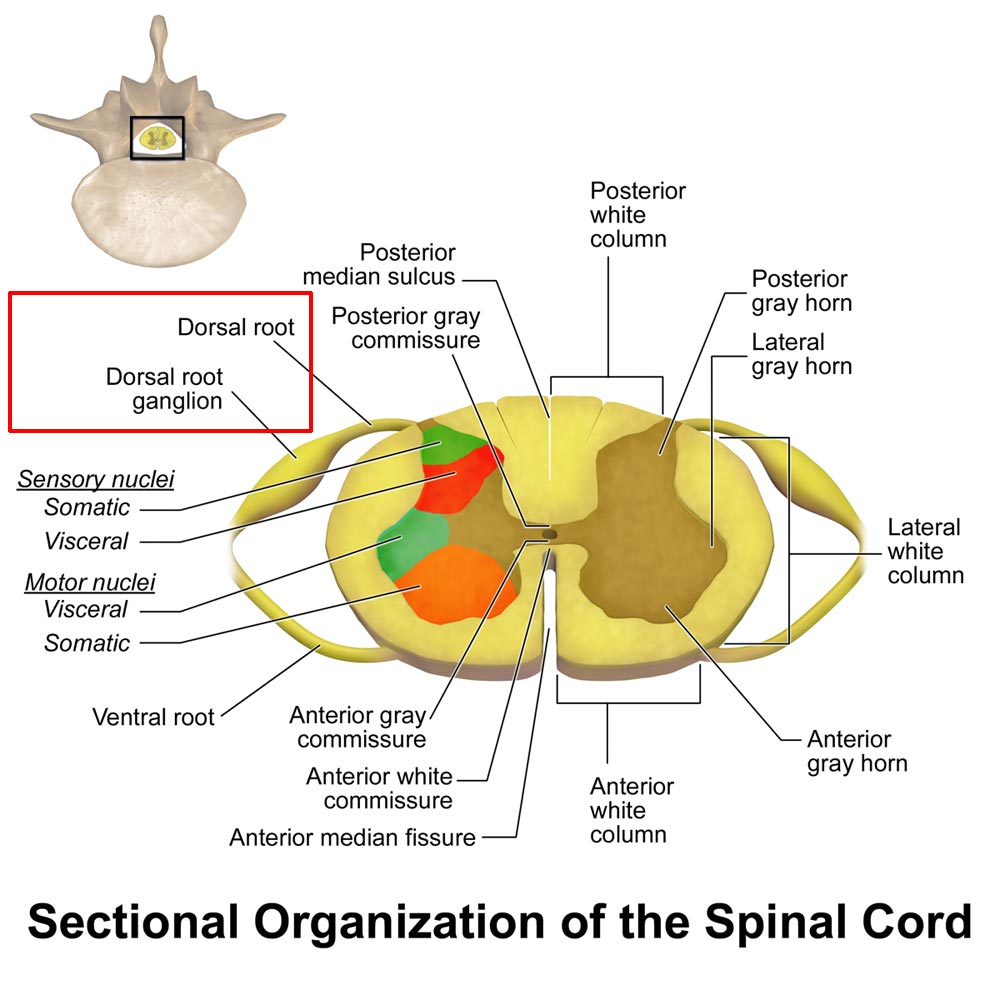 Posterior
white
column
Posterior
median sulcus
Posterior
gray horn
Posterior gray
commissure
Lateral
gray horn
Dorsal root
Dorsal root
ganglion
Sensory nuclei
Somatic
Visceral
Motor nuclei
Visceral
Somatic
Lateral
white
column
Ventral root
Anterior gray
commissure
Anterior white
commissure
Anterior median fissure
Anterior
white
column
Anterior
gray horn
Sectional Organization of the Spinal Cord